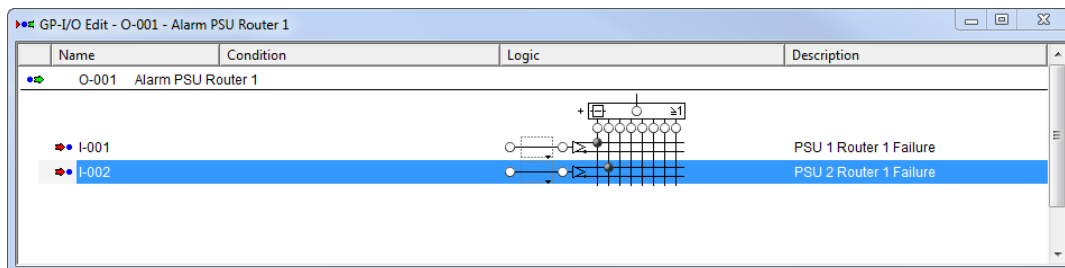 GP-I/O Edit - O-001 - Alarm PSU Router 1
Name Condition Logic Description
O-001 Alarm PSU Router 1
+ ≥1
I-001 PSU 1 Router 1 Failure
I-002 PSU 2 Router 1 Failure